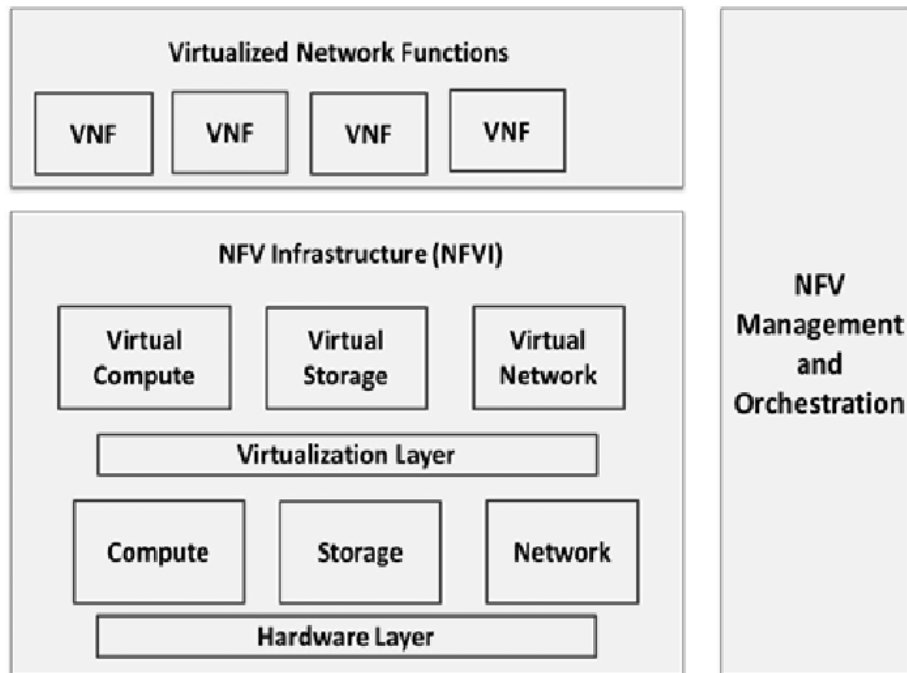 Virtualized Network Functions
VNF
VNF
VNF
VNF
NFV Infrastructure (NFVI)
Virtual
Compute
Virtual
Storage
Virtual
Network
Virtualization Layer
Compute
Storage
Network
Hardware Layer
NFV
Management
and
Orchestration